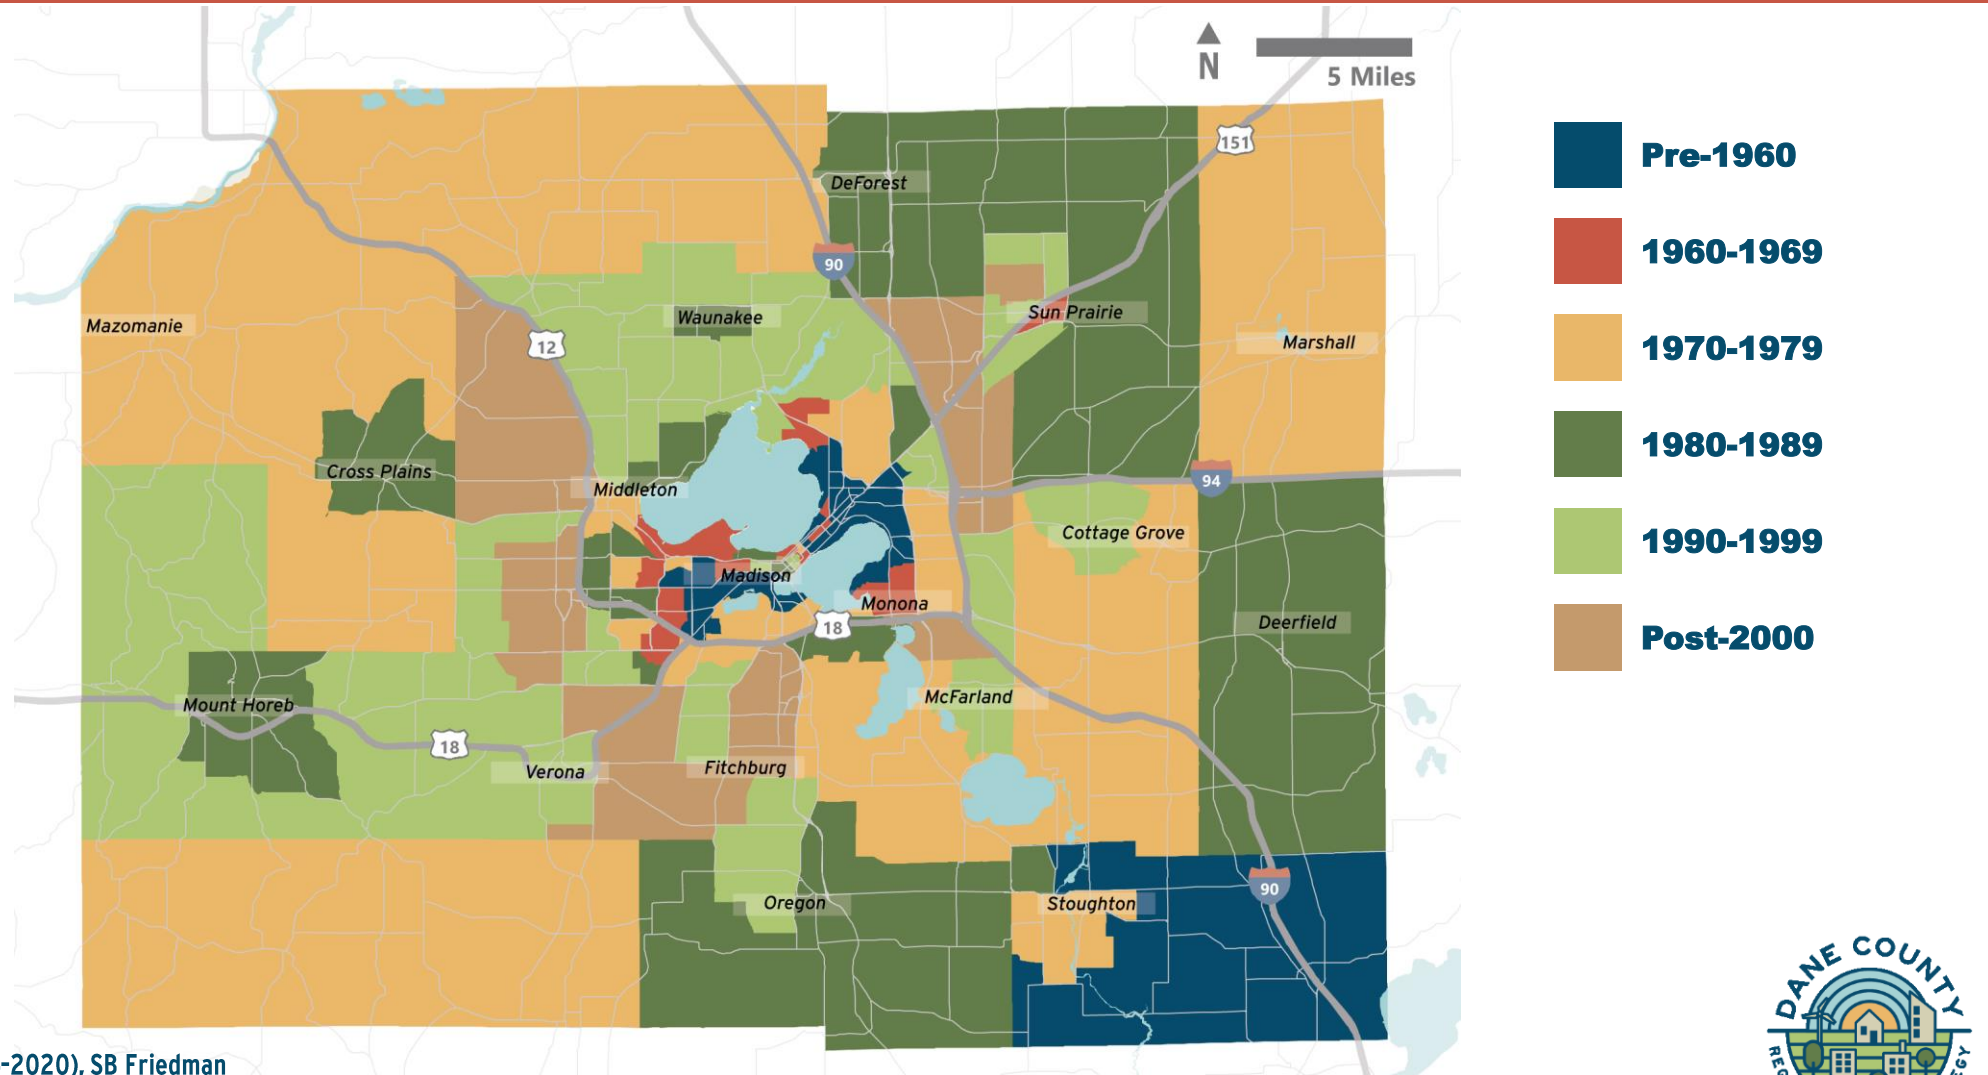 N
5 Miles
151
DeForest
90
Waunakee
Sun Prairie
Mazomanie
12
Marshall
Cross Plains
Middleton
94
Cottage Grove
Madison
Monona
18
Deerfield
McFarland
Mount Horeb
18
Verona
Fitchburg
90
Oregon
Stoughton
Pre-1960
1960-1969
1970-1979
1980-1989
1990-1999
Post-2000
-2020), SB Friedman
DANE COUNTY